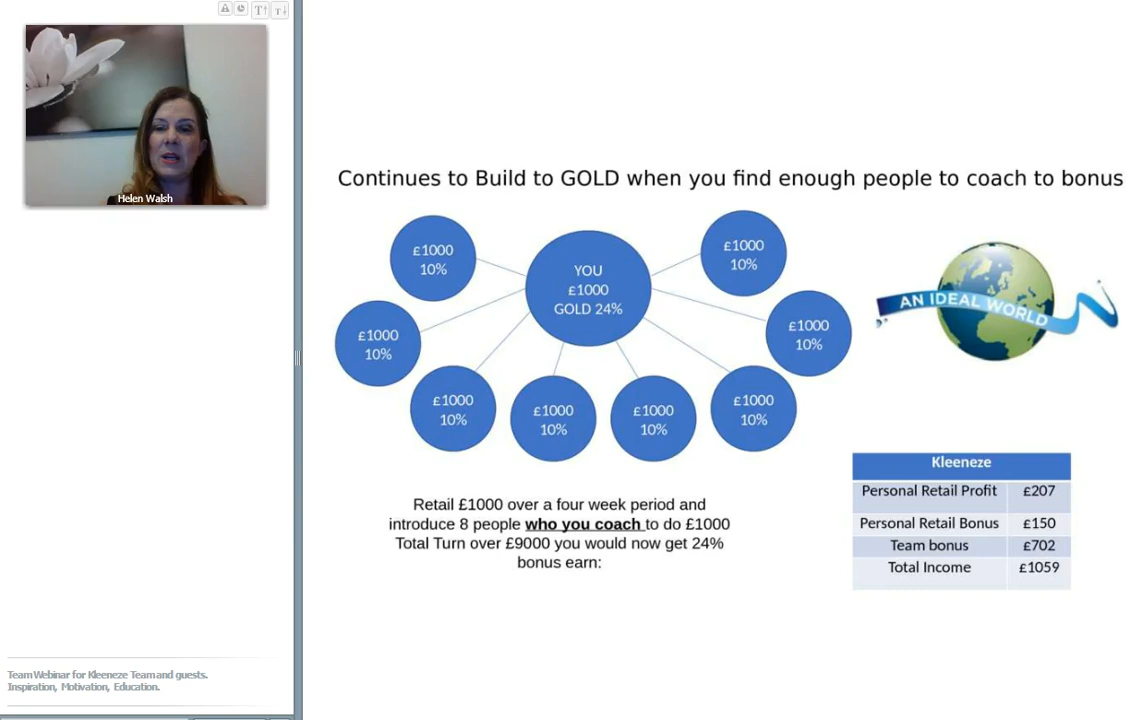 Helen Walsh
Continues to Build to GOLD when you find enough people to coach to bonus
£1000
10%
YOU
£1000
GOLD 24%
£1000
10%
£1000
10%
£1000
10%
£1000
10%
£1000
10%
£1000
10%
£1000
10%
£1000
10%
AN IDEAL WORLD
Retail £1000 over a four week period and
introduce 8 people who you coach to do £1000
Total Turn over £9000 you would now get 24%
bonus earn:
Kleeneze
Personal Retail Profit £207
Personal Retail Bonus £150
Team bonus £702
Total Income £1059
Team Webinar for Kleeneze Team and guests.
Inspiration, Motivation, Education.